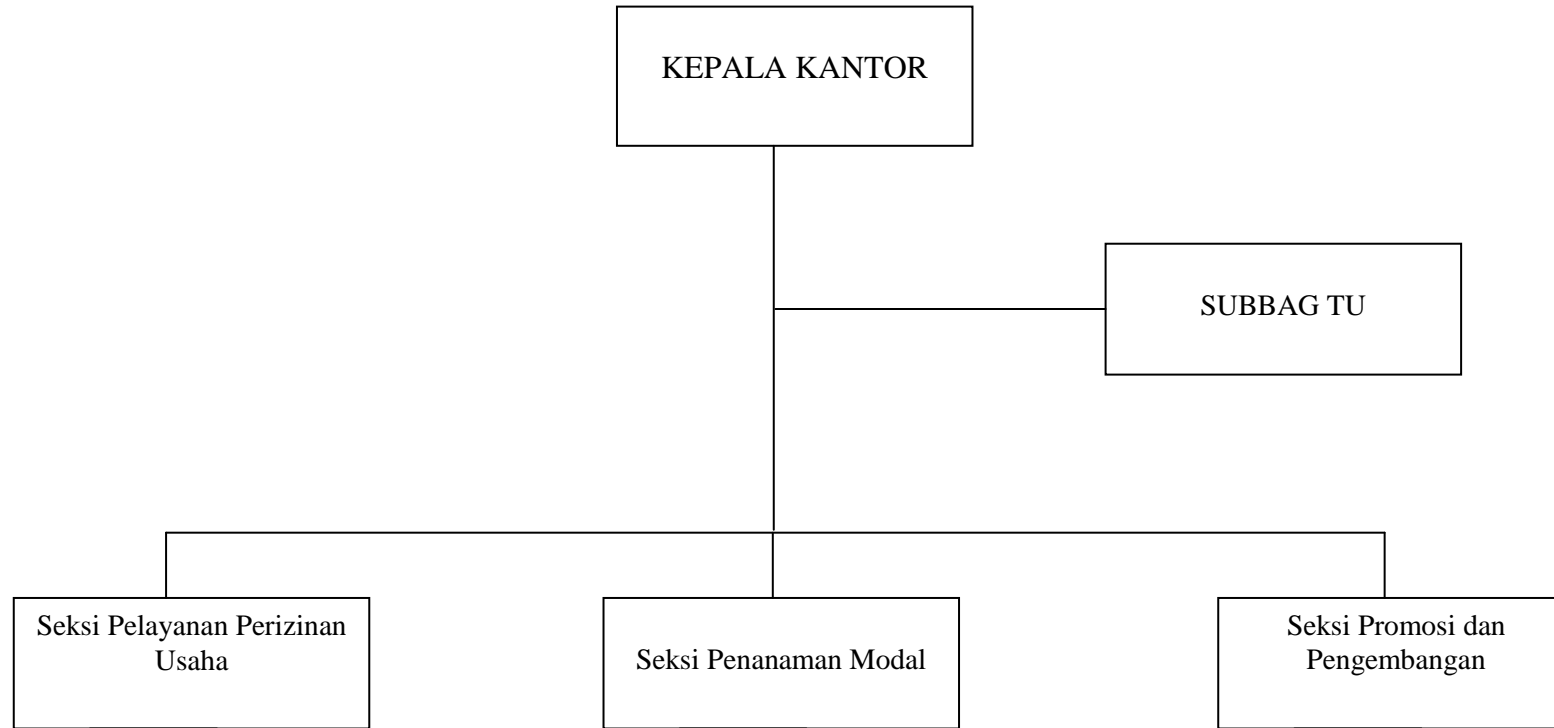 KEPALA KANTOR
SUBBAG TU
Seksi Pelayanan Perizinan
Usaha
Seksi Penanaman Modal
Seksi Promosi dan
Pengembangan